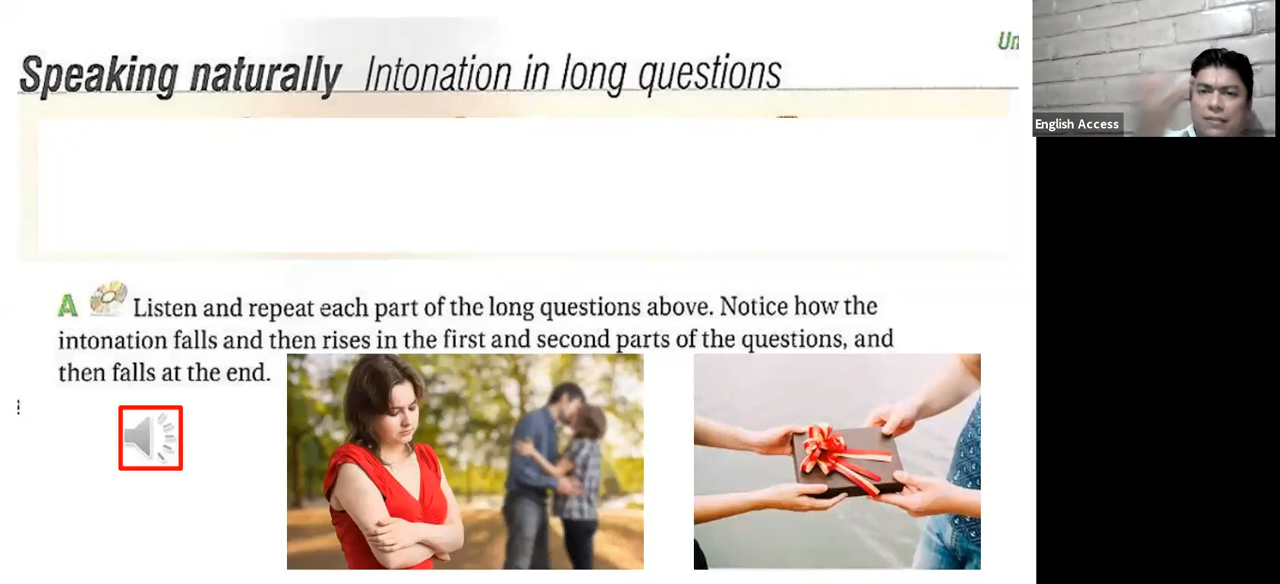 Un
Speaking naturally Intonation in long questions
English Access
A Listen and repeat each part of the long questions above. Notice how the
intonation falls and then rises in the first and second parts of the questions, and
then falls at the end.